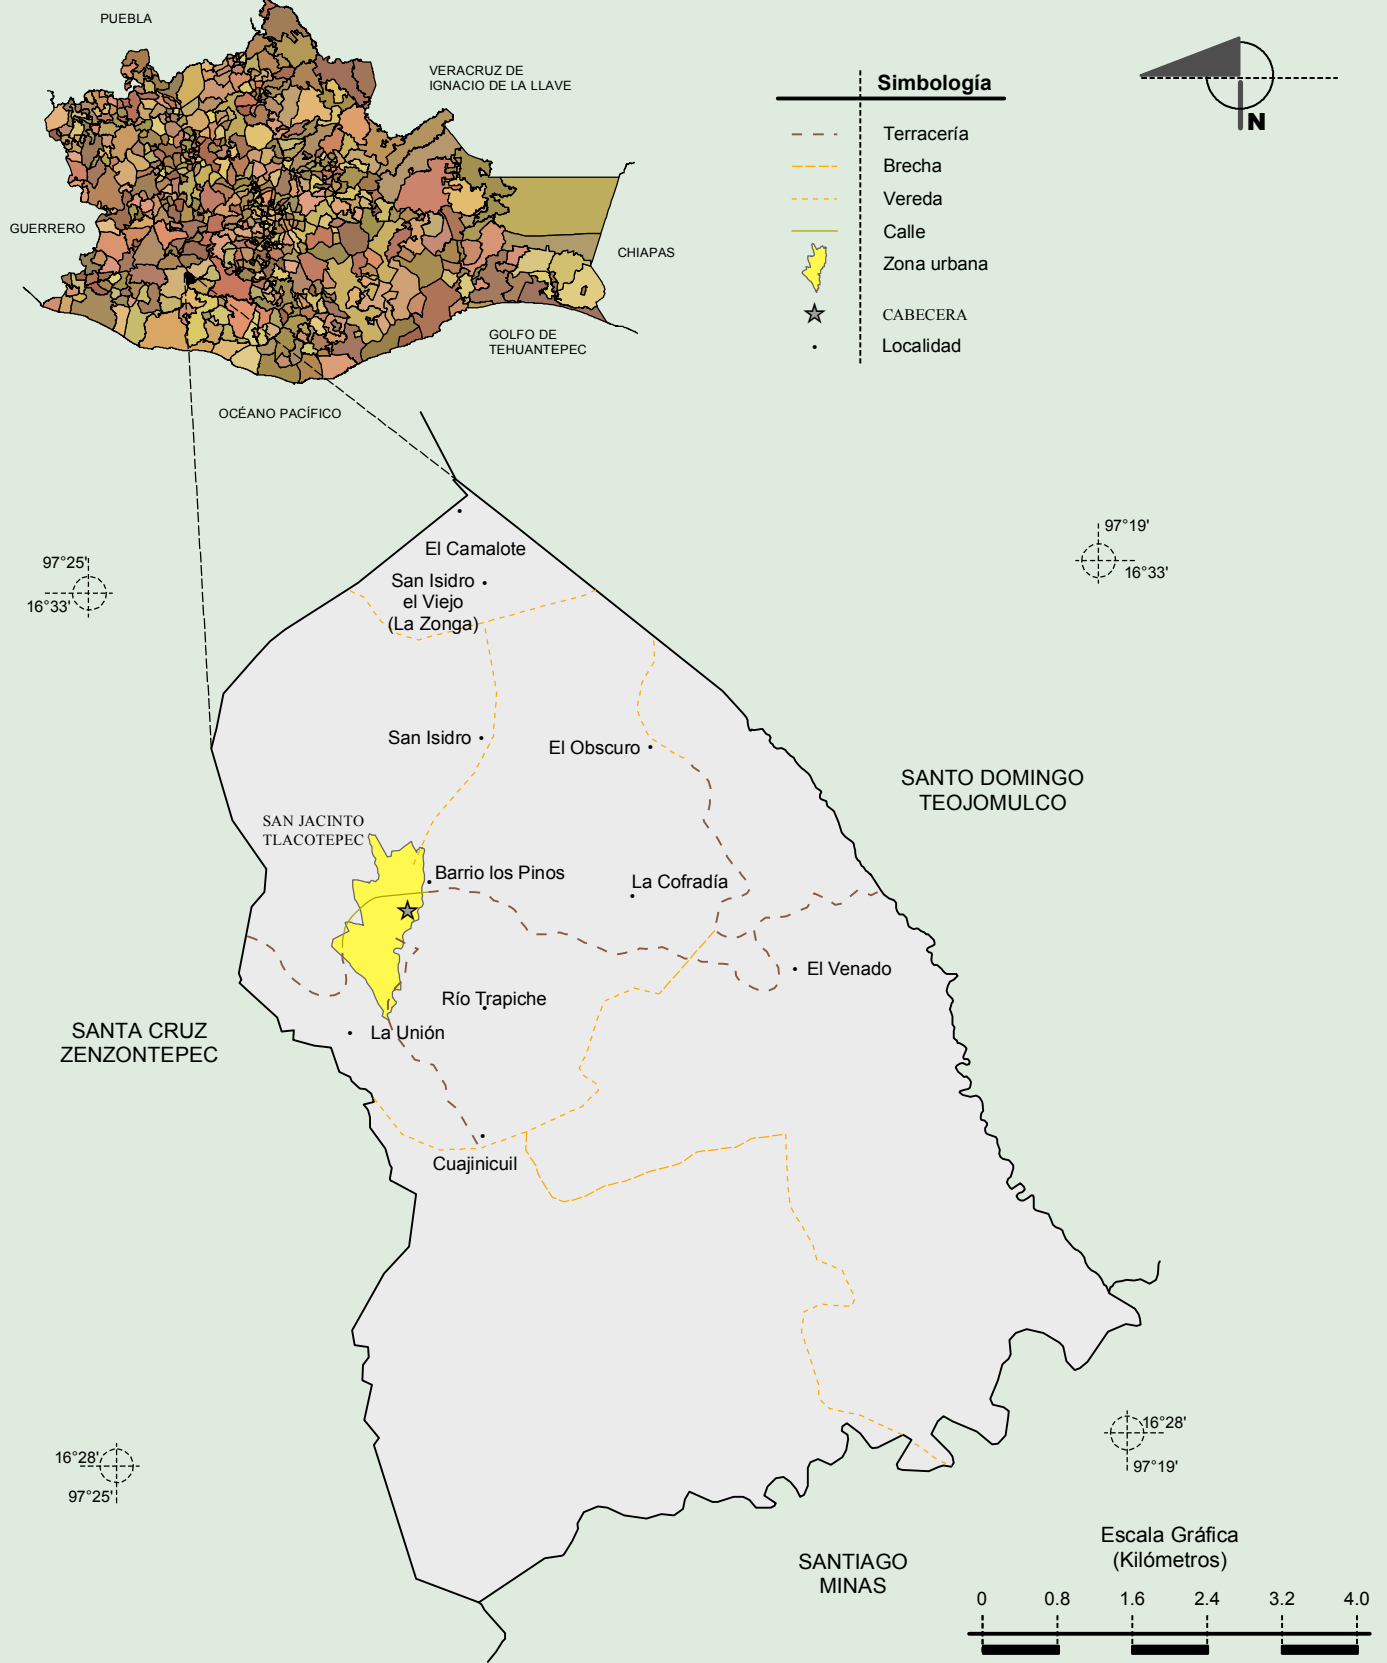 PUEBLA
VERACRUZ DE
IGNACIO DE LA LLAVE
GUERRERO
CHIAPAS
GOLFO DE
TEHUANTEPEC
OCÉANO PACÍFICO
Simbología
Terracería
Brecha
Vereda
Calle
Zona urbana
CABECERA
Localidad
N
97°25'
16°33'
97°19'
16°33'
El Camalote
San Isidro
el Viejo
(La Zonga)
San Isidro
El Obscuro
SANTO DOMINGO
TEOJOMULCO
SAN JACINTO
TLACOTEPEC
Barrio los Pinos
La Cofradía
El Venado
Río Trapiche
La Unión
SANTA CRUZ
ZENZONTEPEC
Cuajinicuil
16°28'
97°25'
16°28'
97°19'
SANTIAGO
MINAS
Escala Gráfica
(Kilómetros)
0 0.8 1.6 2.4 3.2 4.0